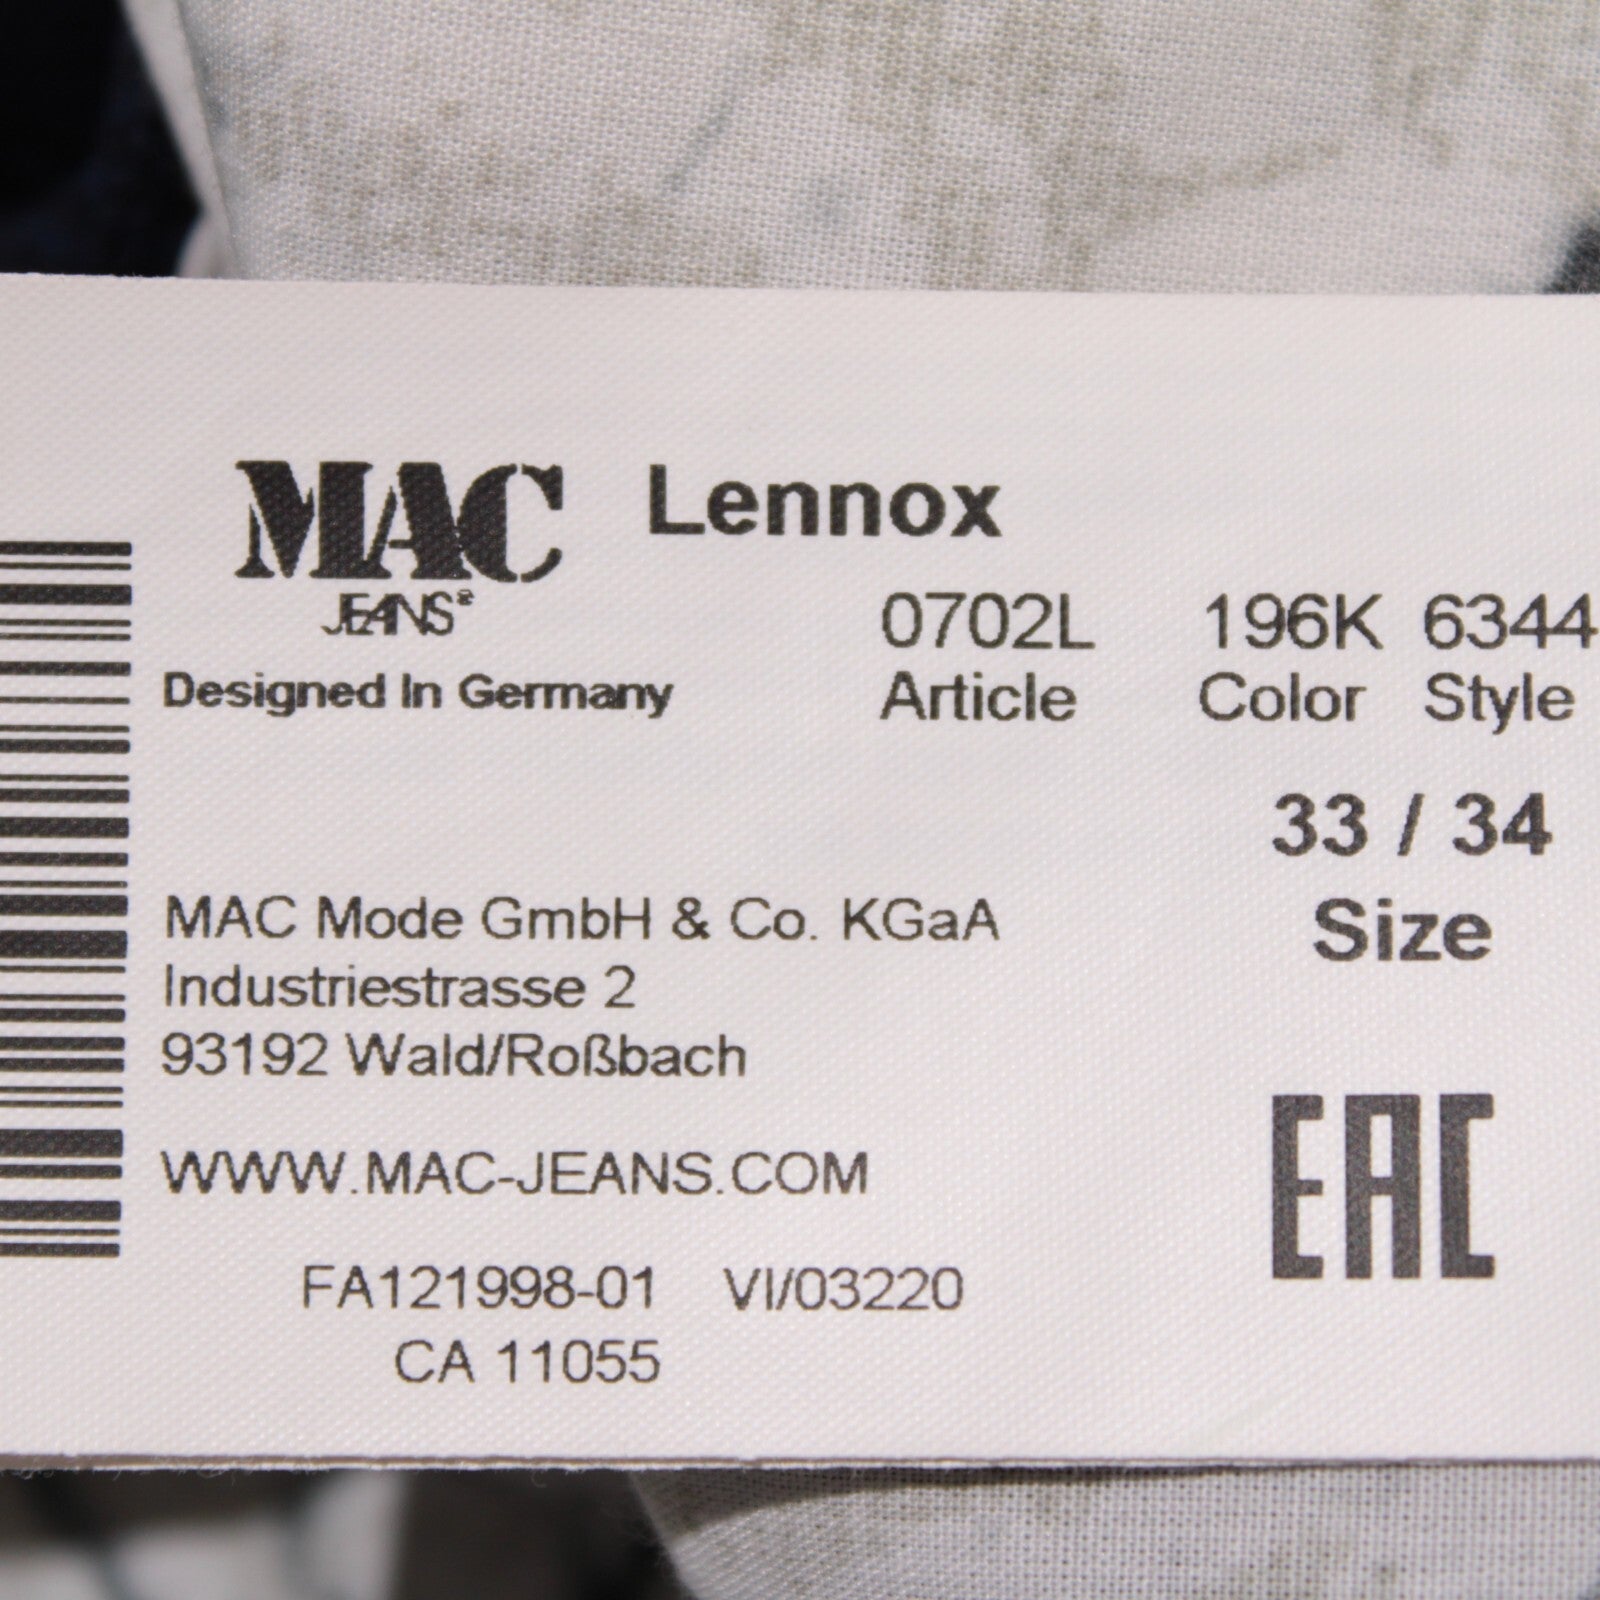 MAC Lennox
JEANS
0702L 196K 6344
Designed In Germany Article Color Style
33 / 34
Size
MAC Mode GmbH & Co. KGaA
Industriestrasse 2
93192 Wald/Roßbach
WWW.MAC-JEANS.COM
EAC
FA121998-01 VI/03220
CA 11055